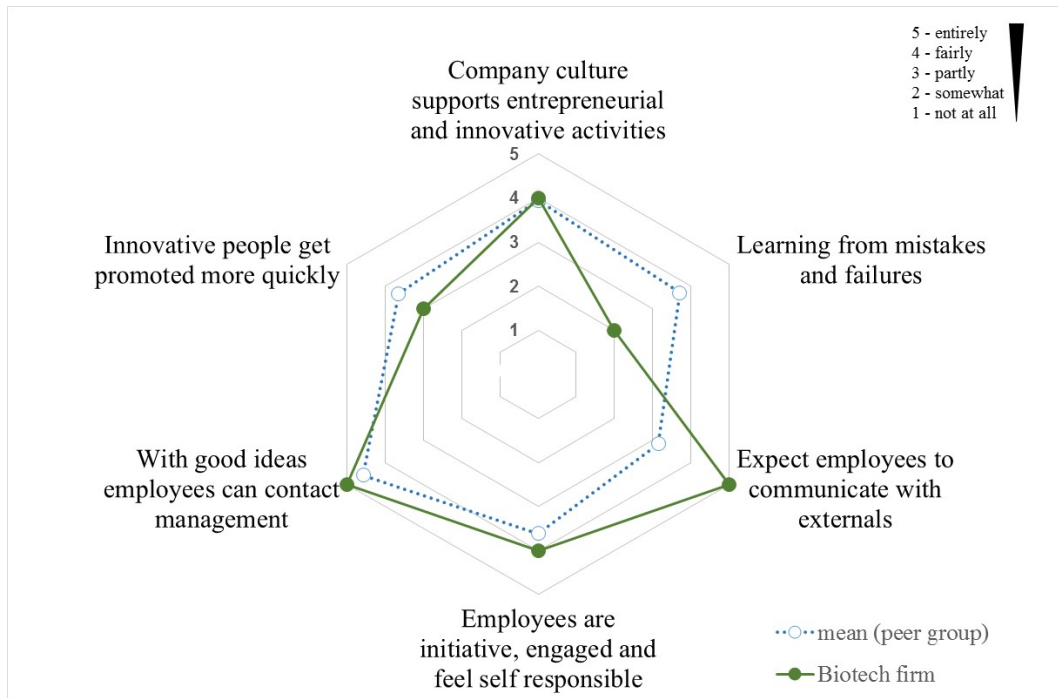 5 - entirely
4 - fairly
3 - partly
2 - somewhat
1 - not at all
Company culture
supports entrepreneurial
and innovative activities
5
4
3
2
1
Innovative people get
promoted more quickly
Learning from mistakes
and failures
With good ideas
employees can contact
management
Expect employees to
communicate with
externals
Employees are
initiative, engaged and
feel self responsible
mean (peer group)
Biotech firm